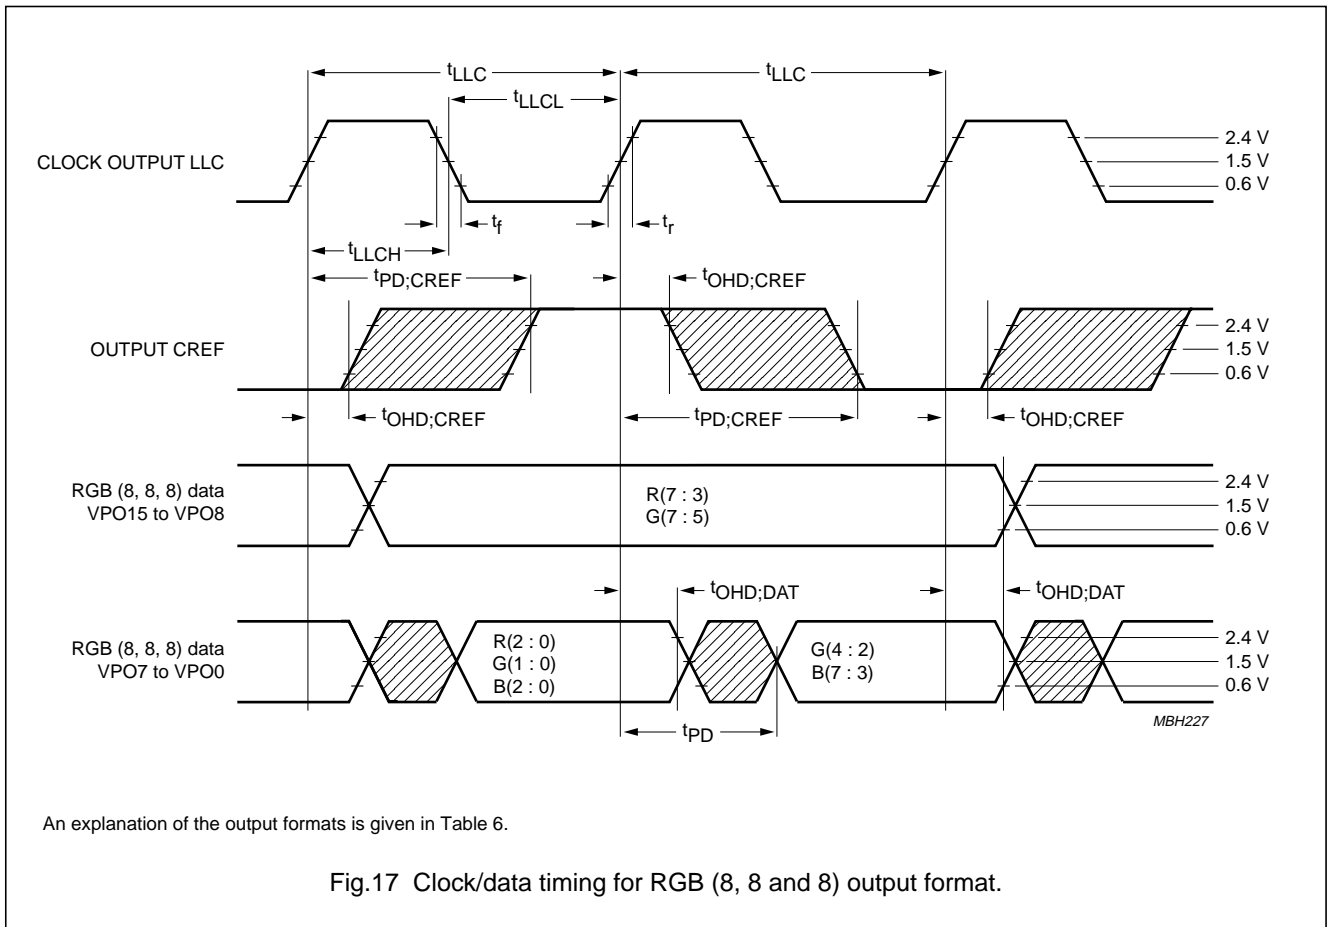 tLLC
tLLC
tLLCL
CLOCK OUTPUT LLC
2.4 V
1.5 V
0.6 V
tf
tr
tLLCH
tPD;CREF
tOHD;CREF
OUTPUT CREF
2.4 V
1.5 V
0.6 V
tOHD;CREF
tPD;CREF
tOHD;CREF
RGB (8, 8, 8) data
VPO15 to VPO8
R(7 : 3)
G(7 : 5)
2.4 V
1.5 V
0.6 V
tOHD;DAT
tOHD;DAT
RGB (8, 8, 8) data
VPO7 to VPO0
R(2 : 0)
G(1 : 0)
B(2 : 0)
G(4 : 2)
B(7 : 3)
2.4 V
1.5 V
0.6 V
MBH227
tPD
An explanation of the output formats is given in Table 6.
Fig.17 Clock/data timing for RGB (8, 8 and 8) output format.